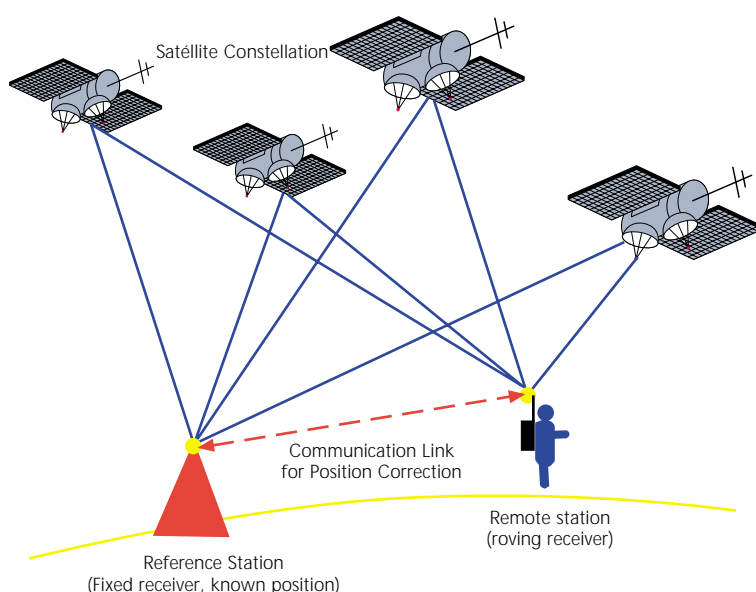 Satéllite Constellation
Communication Link
for Position Correction
Remote station
(roving receiver)
Reference Station
(Fixed receiver, known position)